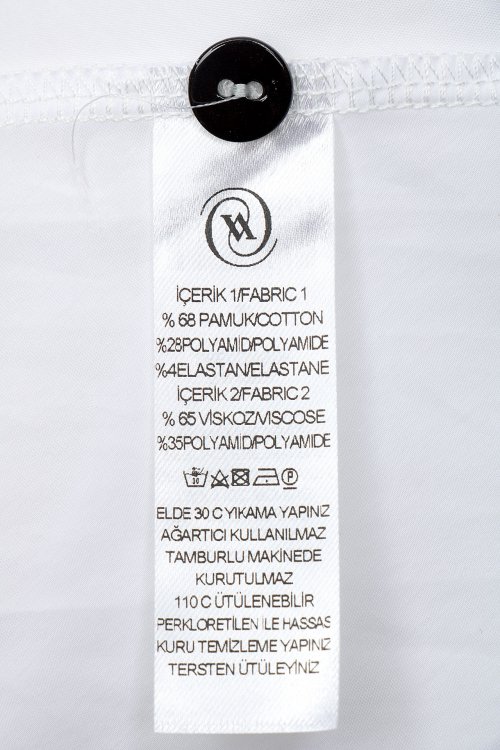 İÇERİK 1/FABRIC 1
% 68 PAMUK/COTTON
%28POLYAMİD/POLYAMIDE
%4ELASTAN/ELASTANE
İÇERİK 2/FABRIC 2
% 65 VİSKOZ/VISCOSE
%35POLYAMİD/POLYAMIDE
30 P
ELDE 30 C YIKAMA YAPINIZ
AĞARTICI KULLANILMAZ
TAMBURLU MAKİNEDE
KURUTULMAZ
110 C ÜTÜLENEBİLİR
PERKLORETİLEN İLE HASSAS
KURU TEMİZLEME YAPINIZ
TERSTEN ÜTÜLEYİNİZ